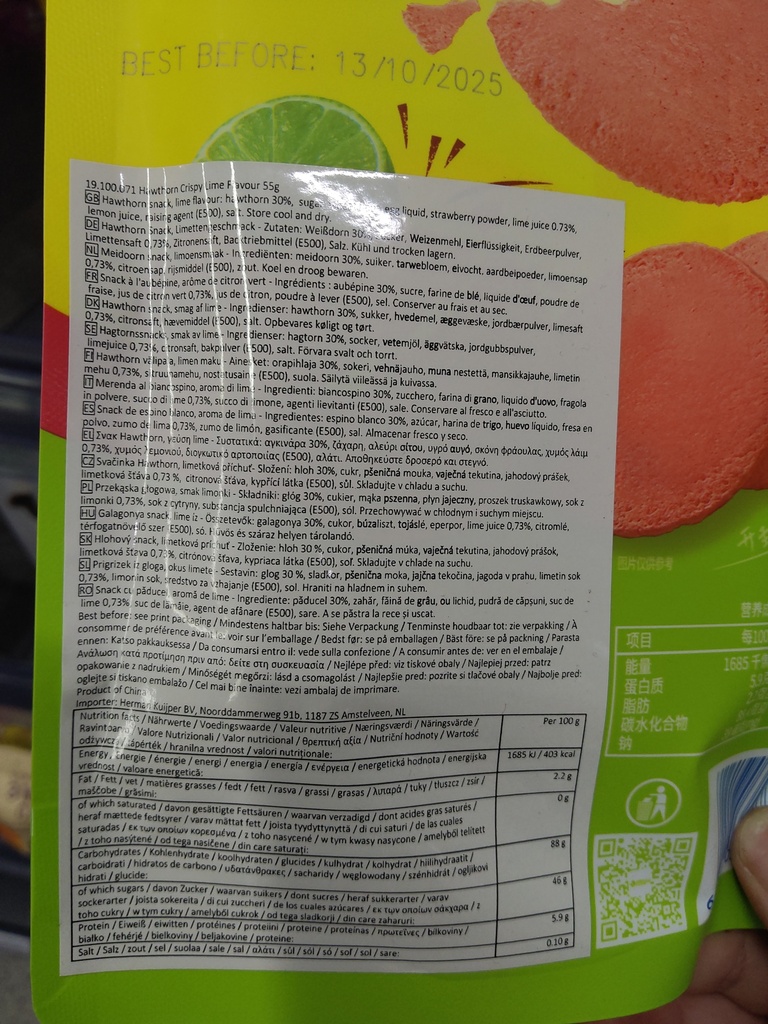 BEST BEFORE: 13/10/2025
19.100.071 Hawthorn Crispy Lime Flavour 55g
GB Hawthorn snack, lime flavour: hawthorn 30%, sugar, egg liquid, strawberry powder, lime juice 0.73%,
lemon juice, raising agent (E500), salt. Store cool and dry.
DE Hawthorn Snack, Limettengeschmack - Zutaten: Weißdorn 30%, Zucker, Weizenmehl, Eierflüssigkeit, Erdbeerpulver,
Limettensaft 0,73%, Zitronensaft, Backtriebmittel (E500), Salz. Kühl und trocken lagern.
NL Meidoorn snack, limoensmaak - Ingrediënten: meidoorn 30%, suiker, tarwebloem, eivocht, aardbeipoeder, limoensap
0,73%, citroensap, rijsmiddel (E500), zout. Koel en droog bewaren.
FR Snack à l'aubépine, arôme de citron vert - Ingrédients : aubépine 30%, sucre, farine de blé, liquide d'œuf, poudre de
fraise, jus de citron vert 0,73%, jus de citron, poudre à lever (E500), sel. Conserver au frais et au sec.
DK Hawthorn snack, smag af lime - Ingredienser: hawthorn 30%, sukker, hvedemel, æggevæske, jordbærpulver, limesaft
0,73%, citronsaft, hævemiddel (E500), salt. Opbevares køligt og tørt.
SE Hagtornssnacks, smak av lime - Ingredienser: hagtorn 30%, socker, vetemjöl, äggvätska, jordgubbspulver,
limejuice 0,73%, citronsaft, bakpulver (E500), salt. Förvara svalt och torrt.
FI Hawthorn välipala, limen maku - Ainekset: orapihlaja 30%, sokeri, vehnäjauho, muna nestettä, mansikkajauhe, limetin
mehu 0,73%, sitruunamehu, nostatusaine (E500), suola. Säilytä viileässä ja kuivassa.
IT Merenda al biancospino, aroma di lime - Ingredienti: biancospino 30%, zucchero, farina di grano, liquido d'uovo, fragola
in polvere, succo di lime 0,73%, succo di limone, agenti lievitanti (E500), sale. Conservare al fresco e all'asciutto.
ES Snack de espino blanco, aroma de lima - Ingredientes: espino blanco 30%, azúcar, harina de trigo, huevo líquido, fresa en
polvo, zumo de lima 0,73%, zumo de limón, gasificante (E500), sal. Almacenar fresco y seco.
EL Σνακ Hawthorn, γεύση lime - Συστατικά: αγκινάρα 30%, ζάχαρη, αλεύρι σίτου, υγρό αυγό, σκόνη φράουλας, χυμός λάιμ
0,73%, χυμός λεμονιού, διογκωτικό αρτοποιίας (E500), αλάτι. Αποθηκεύστε δροσερό και στεγνό.
CZ Svačinka Hawthorn, limetková příchuť - Složení: hloh 30%, cukr, pšeničná mouka, vaječná tekutina, jahodový prášek,
limetková šťáva 0,73 %, citronová šťáva, kypřící látka (E500), sůl. Skladujte v chladu a suchu.
PL Przekąska głogowa, smak limonki - Składniki: głóg 30%, cukier, mąka pszenna, płyn jajeczny, proszek truskawkowy, sok z
limonki 0,73%, sok z cytryny, substancja spulchniająca (E500), sól. Przechowywać w chłodnym i suchym miejscu.
HU Galagonya snack, lime íz - Összetevők: galagonya 30%, cukor, búzaliszt, tojáslé, eperpor, lime juice 0,73%, citromlé,
térfogatnövelő szer (E500), só. Hűvös és száraz helyen tárolandó.
SK Hlohový snack, limetková príchuť - Zloženie: hloh 30 %, cukor, pšeničná múka, vaječná tekutina, jahodový prášok,
limetková šťava 0,73%, citrónová šťava, kypriaca látka (E500), soľ. Skladujte v chlade na suchu.
SL Prigrizek iz gloga, okus limete - Sestavin: glog 30 %, sladkor, pšenična moka, jajčna tekočina, jagoda v prahu, limetin sok
0,73%, limonin sok, sredstvo za vzhajanje (E500), sol. Hraniti na hladnem in suhem.
RO Snack cu păducel, aromă de lime - Ingrediente: păducel 30%, zahăr, făină de grâu, ou lichid, pudră de căpșuni, suc de
lime 0,73%, suc de lămâie, agent de afânare (E500), sare. A se păstra la rece și uscat.
Best before: see print packaging / Mindestens haltbar bis: Siehe Verpackung / Tenminste houdbaar tot: zie verpakking / À
consommer de préférence avant le: voir sur l'emballage / Bedst før: se på emballagen / Bäst före: se på packning / Parasta
ennen: Katso pakkauksessa / Da consumarsi entro il: vede sulla confezione / A consumir antes de: ver en el embalaje /
Ανάλωση κατά προτίμηση πριν από: δείτε στη συσκευασία / Nejlépe před: viz tiskové obaly / Najlepiej przed: patrz
opakowanie z nadrukiem / Minőségét megőrzi: lásd a csomagolást / Najlepšie pred: pozrite si tlačové obaly / Najbolje pred:
oglejte si tiskano embalažo / Cel mai bine înainte: vezi ambalaj de imprimare.
Product of China
Importer: Herman Kuijper BV, Noorddammerweg 91b, 1187 ZS Amstelveen, NL
Nutrition facts / Nährwerte / Voedingswaarde / Valeur nutritive / Næringsværdi / Näringsvärde / Per 100 g
Ravintoarvo / Valore Nutrizionali / Valor nutricional / θρεπτική αξία / Nutriční hodnoty / Wartość
odżywcza / tápérték / hranilna vrednost / valori nutriționale:
Energy / Energie / énergie / energi / energia / energía / ενέργεια / energetická hodnota / energijska 1685 kJ / 403 kcal
vrednost / valoare energetică:
Fat / Fett / vet / matières grasses / fedt / fett / rasva / grassi / grasas / λιπαρά / tuky / tłuszcz / zsír / 2.2 g
maščobe / grăsimi:
of which saturated / davon gesättigte Fettsäuren / waarvan verzadigd / dont acides gras saturés / 0 g
heraf mættede fedtsyrer / varav mättat fett / joista tyydyttynyttä / di cui saturi / de las cuales
saturadas / εκ των οποίων κορεσμένα / z toho nasycené / w tym kwasy nasycone / amelyből telített
/ z toho nasýtené / od tega nasičene / din care saturați:
Carbohydrates / Kohlenhydrate / koolhydraten / glucides / kulhydrat / kolhydrat / hiilihydraatit / 88 g
carboidrati / hidratos de carbono / υδατάνθρακες / sacharidy / węglowodany / szénhidrát / ogljikovi
hidrati / glucide:
of which sugars / davon Zucker / waarvan suikers / dont sucres / heraf sukkerarter / varav 46 g
sockerarter / joista sokereita / di cui zuccheri / de los cuales azúcares / εκ των οποίων σάκχαρα / z
toho cukry / w tym cukry / amelyből cukrok / od tega sladkorji / din care zaharuri:
Protein / Eiweiß / eiwitten / protéines / proteiini / proteine / proteínas / πρωτεΐνες / bílkoviny / 5.9 g
białko / fehérjé / bielkoviny / beljakovine / proteine:
Salt / Salz / zout / sel / suolaa / sale / sal / αλάτι / sůl / sól / só / soľ / sol / sare: 0.10 g
图片仅供参考
营养成
项目 每100
能量 1685 千焦
蛋白质 5.9
脂肪
碳水化合物
钠